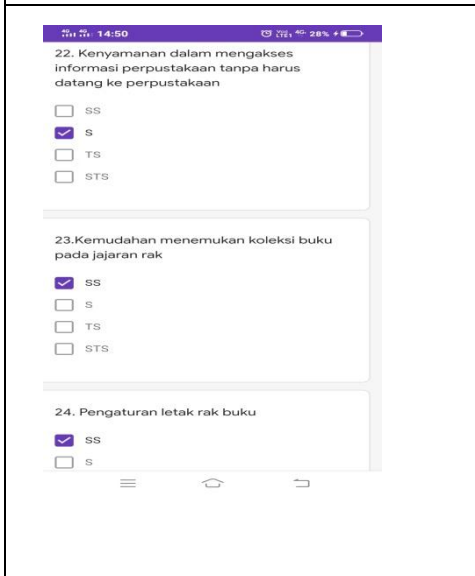 14:50
4G 28%
22. Kenyamanan dalam mengakses
informasi perpustakaan tanpa harus
datang ke perpustakaan
SS
S
TS
STS
23.Kemudahan menemukan koleksi buku
pada jajaran rak
SS
S
TS
STS
24. Pengaturan letak rak buku
SS
S